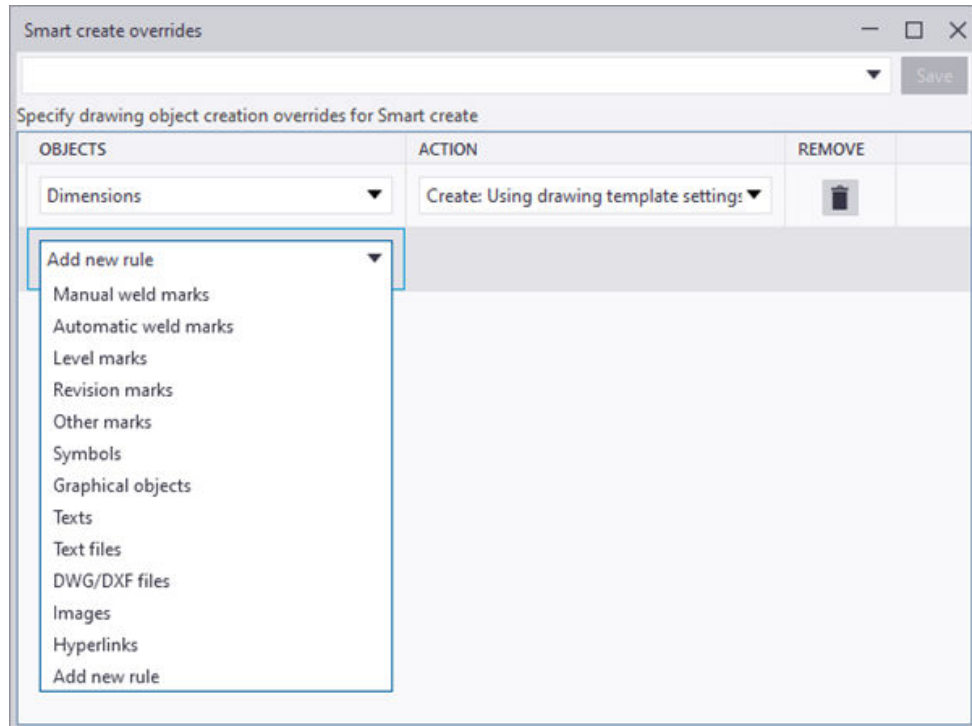 Smart create overrides
Save
Specify drawing object creation overrides for Smart create
OBJECTS ACTION REMOVE
Dimensions Create: Using drawing template settings
Add new rule
Manual weld marks
Automatic weld marks
Level marks
Revision marks
Other marks
Symbols
Graphical objects
Texts
Text files
DWG/DXF files
Images
Hyperlinks
Add new rule